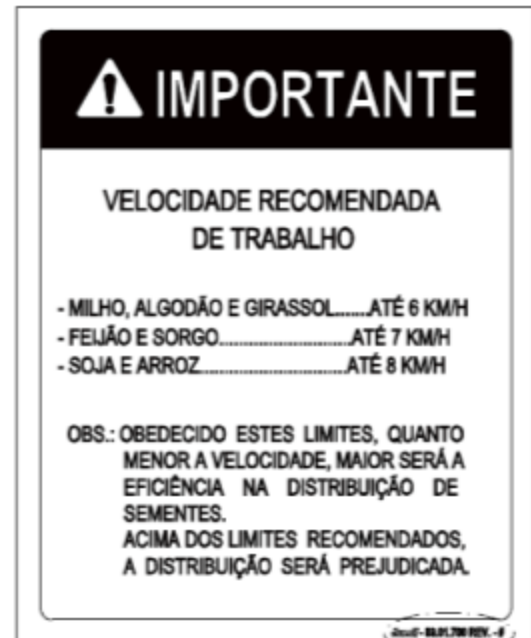 IMPORTANTE
VELOCIDADE RECOMENDADA
DE TRABALHO
- MILHO, ALGODÃO E GIRASSOL.......ATÉ 6 KM/H
- FEIJÃO E SORGO..........................ATÉ 7 KM/H
- SOJA E ARROZ.............................ATÉ 8 KM/H
OBS.: OBEDECIDO ESTES LIMITES, QUANTO
MENOR A VELOCIDADE, MAIOR SERÁ A
EFICIÊNCIA NA DISTRIBUIÇÃO DE
SEMENTES.
ACIMA DOS LIMITES RECOMENDADOS,
A DISTRIBUIÇÃO SERÁ PREJUDICADA.